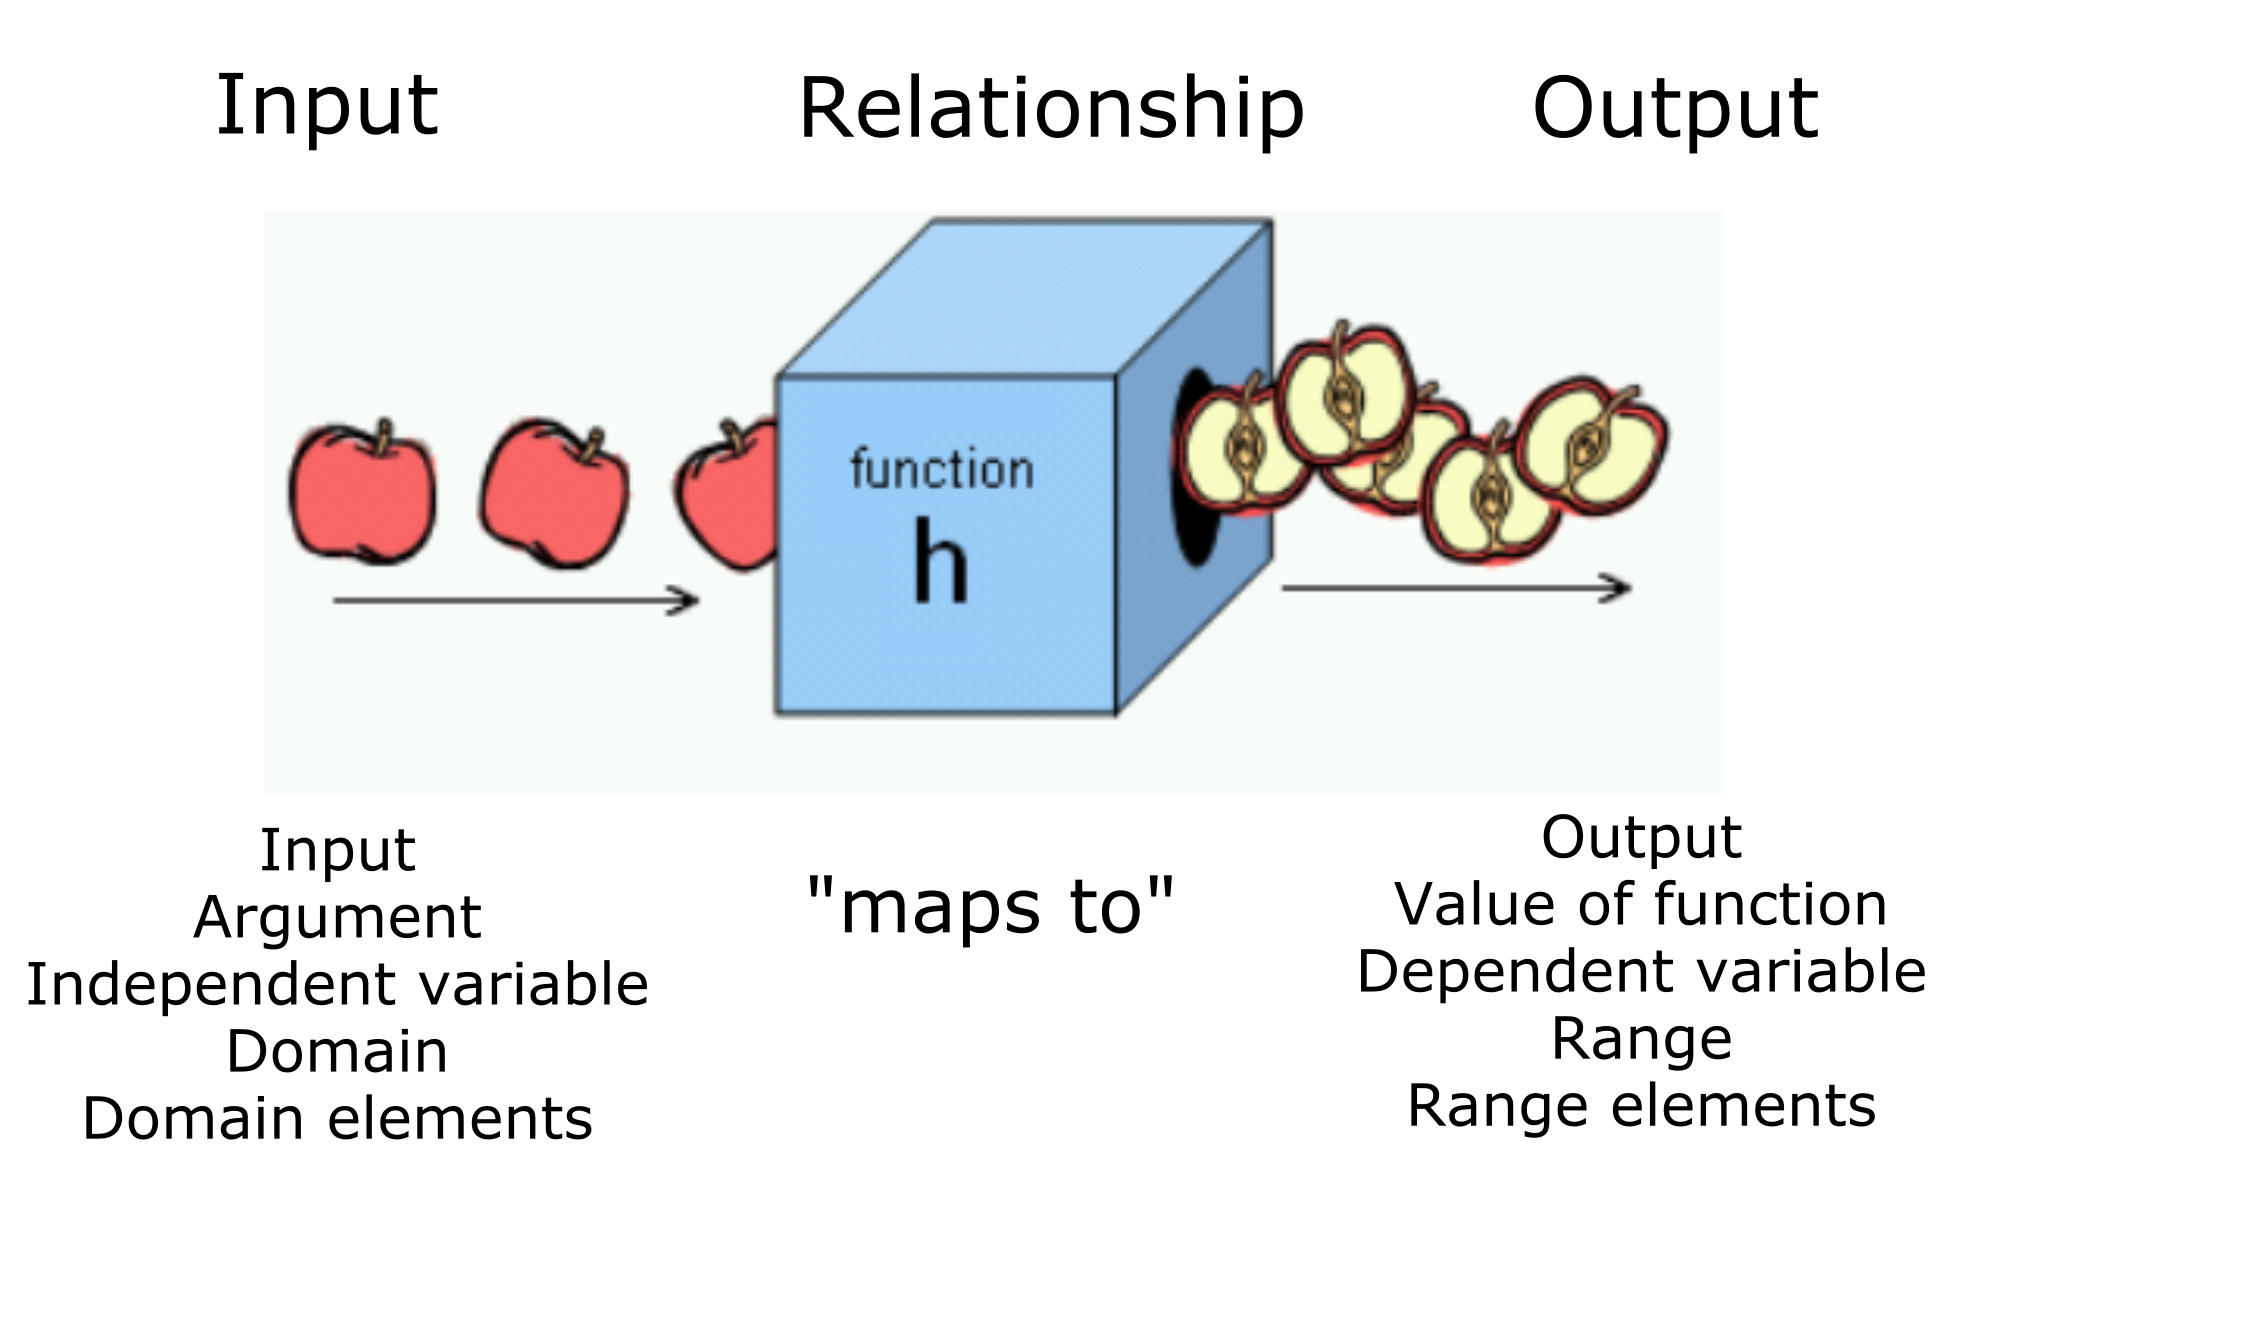 Input
Relationship
Output
function
h
Input
Argument
Independent variable
Domain
Domain elements
"maps to"
Output
Value of function
Dependent variable
Range
Range elements